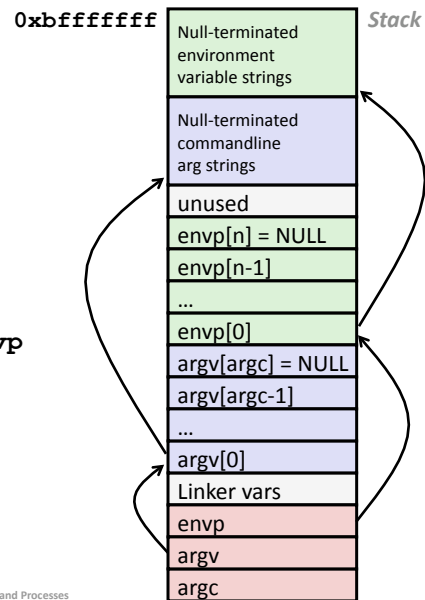 0xbfffffff
Stack
Null-terminated
environment
variable strings
Null-terminated
commandline
arg strings
unused
envp[n] = NULL
envp[n-1]
…
envp[0]
argv[argc] = NULL
argv[argc-1]
…
argv[0]
Linker vars
envp
argv
argc
and Processes